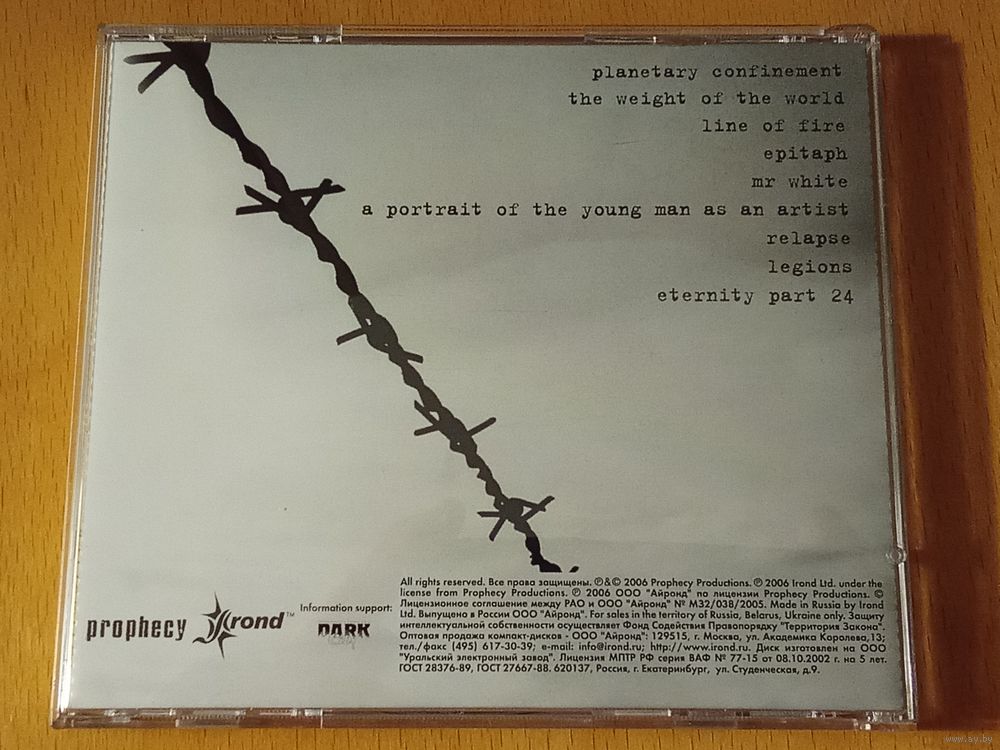 planetary confinement
the weight of the world
line of fire
epitaph
mr white
a portrait of the young man as an artist
relapse
legions
eternity part 24
prophecy
Irond™
Information support:
DARK
All rights reserved. Все права защищены. ℗&© 2006 Prophecy Productions. ℗ 2006 Irond Ltd. under the
license from Prophecy Productions. ℗ 2006 ООО "Айронд" по лицензии Prophecy Productions. ©
Лицензионное соглашение между РАО и ООО "Айронд" № М32/038/2005. Made in Russia by Irond
Ltd. Выпущено в России ООО "Айронд". For sales in the territory of Russia, Belarus, Ukraine only. Защиту
интеллектуальной собственности осуществляет Фонд Содействия Правопорядку "Территория Закона".
Оптовая продажа компакт-дисков - ООО "Айронд": 129515, г. Москва, ул. Академика Королева,13;
тел./факс (495) 617-30-39; e-mail: info@irond.ru; http://www.irond.ru. Диск изготовлен на ООО
"Уральский электронный завод". Лицензия МПТР РФ серия ВАФ № 77-15 от 08.10.2002 г. на 5 лет.
ГОСТ 28376-89, ГОСТ 27667-88. 620137, Россия, г. Екатеринбург, ул. Студенческая, д.9.
www.ay.by